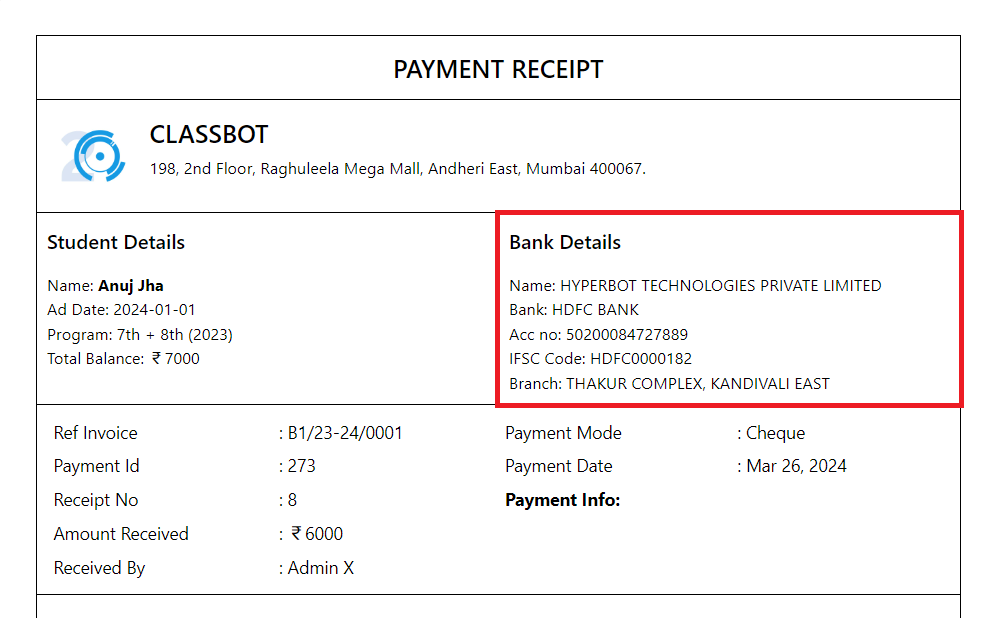 PAYMENT RECEIPT
CLASSBOT
198, 2nd Floor, Raghuleela Mega Mall, Andheri East, Mumbai 400067.
Student Details
Name: Anuj Jha
Ad Date: 2024-01-01
Program: 7th + 8th (2023)
Total Balance: ₹ 7000
Bank Details
Name: HYPERBOT TECHNOLOGIES PRIVATE LIMITED
Bank: HDFC BANK
Acc no: 50200084727889
IFSC Code: HDFC0000182
Branch: THAKUR COMPLEX, KANDIVALI EAST
Ref Invoice : B1/23-24/0001
Payment Id : 273
Receipt No : 8
Amount Received : ₹ 6000
Received By : Admin X
Payment Mode : Cheque
Payment Date : Mar 26, 2024
Payment Info: